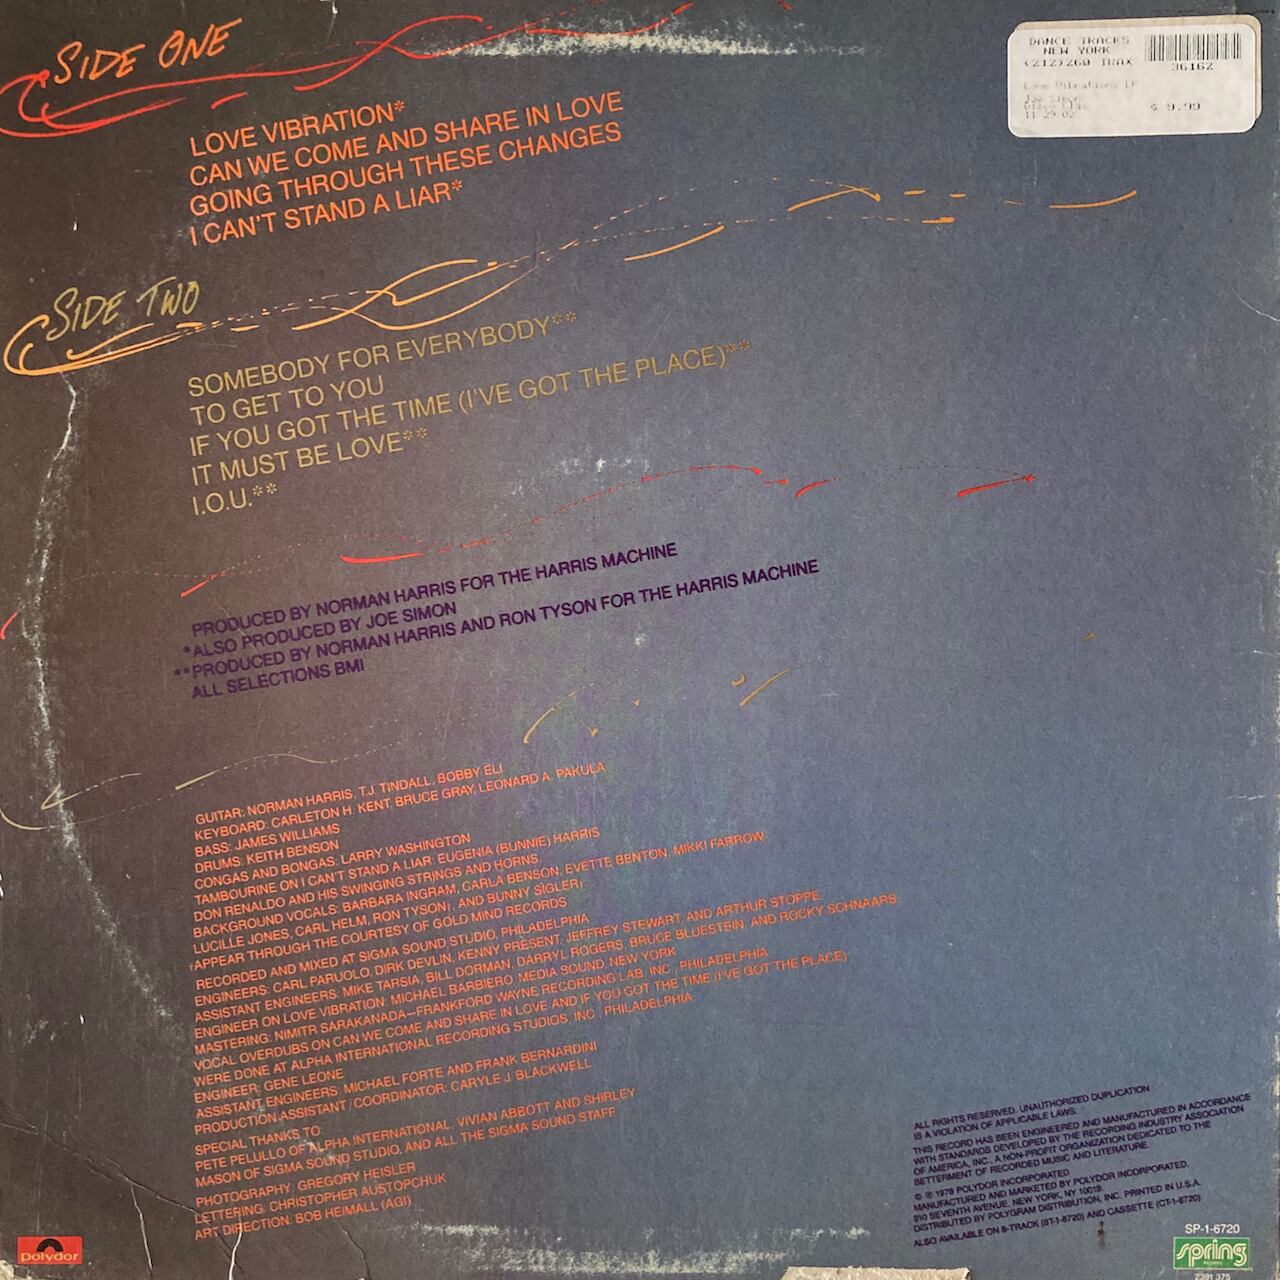 SIDE ONE
LOVE VIBRATION*
CAN WE COME AND SHARE IN LOVE
GOING THROUGH THESE CHANGES
I CAN'T STAND A LIAR*
DANCE TRACKS
NEW YORK
(212)260 TRAX
36162
Love Vibrations LP
Joe Simon
$ 9.99
11 29 02
SIDE TWO
SOMEBODY FOR EVERYBODY**
TO GET TO YOU
IF YOU GOT THE TIME (I'VE GOT THE PLACE)**
IT MUST BE LOVE**
I.O.U.**
PRODUCED BY NORMAN HARRIS FOR THE HARRIS MACHINE
*ALSO PRODUCED BY JOE SIMON
**PRODUCED BY NORMAN HARRIS AND RON TYSON FOR THE HARRIS MACHINE
ALL SELECTIONS BMI
GUITAR: NORMAN HARRIS, T.J. TINDALL, BOBBY ELI
KEYBOARD: CARLETON H. KENT, BRUCE GRAY, LEONARD A. PAKULA
BASS: JAMES WILLIAMS
DRUMS: KEITH BENSON
CONGAS AND BONGAS: LARRY WASHINGTON
TAMBOURINE ON I CAN'T STAND A LIAR: EUGENIA (BUNNIE) HARRIS
DON RENALDO AND HIS SWINGING STRINGS AND HORNS,
BACKGROUND VOCALS: BARBARA INGRAM, CARLA BENSON, EVETTE BENTON, MIKKI FARROW,
LUCILLE JONES, CARL HELM, RON TYSON†, AND BUNNY SIGLER†
†APPEAR THROUGH THE COURTESY OF GOLD MIND RECORDS
RECORDED AND MIXED AT SIGMA SOUND STUDIO, PHILADELPHIA
ENGINEERS: CARL PARUOLO, DIRK DEVLIN, KENNY PRESENT, JEFFREY STEWART, AND ARTHUR STOPPE
ASSISTANT ENGINEERS: MIKE TARSIA, BILL DORMAN, DARRYL ROGERS, BRUCE BLUESTEIN, AND ROCKY SCHNAARS
ENGINEER ON LOVE VIBRATION: MICHAEL BARBIERO, MEDIA SOUND, NEW YORK
MASTERING: NIMITR SARAKANADA—FRANKFORD WAYNE RECORDING LAB, INC., PHILADELPHIA
VOCAL OVERDUBS ON CAN WE COME AND SHARE IN LOVE AND IF YOU GOT THE TIME (I'VE GOT THE PLACE)
WERE DONE AT ALPHA INTERNATIONAL RECORDING STUDIOS, INC., PHILADELPHIA
ENGINEER: GENE LEONE
ASSISTANT ENGINEERS: MICHAEL FORTE AND FRANK BERNARDINI
PRODUCTION ASSISTANT / COORDINATOR: CARYLE J. BLACKWELL
SPECIAL THANKS TO:
PETE PELULLO OF ALPHA INTERNATIONAL, VIVIAN ABBOTT AND SHIRLEY
MASON OF SIGMA SOUND STUDIO, AND ALL THE SIGMA SOUND STAFF
PHOTOGRAPHY: GREGORY HEISLER
LETTERING: CHRISTOPHER AUSTOPCHUK
ART DIRECTION: BOB HEIMALL (AGI)
ALL RIGHTS RESERVED. UNAUTHORIZED DUPLICATION
IS A VIOLATION OF APPLICABLE LAWS.
THIS RECORD HAS BEEN ENGINEERED AND MANUFACTURED IN ACCORDANCE
WITH STANDARDS DEVELOPED BY THE RECORDING INDUSTRY ASSOCIATION
OF AMERICA, INC., A NON-PROFIT ORGANIZATION DEDICATED TO THE
BETTERMENT OF RECORDED MUSIC AND LITERATURE.
© ℗ 1978 POLYDOR INCORPORATED
MANUFACTURED AND MARKETED BY POLYDOR INCORPORATED,
810 SEVENTH AVENUE, NEW YORK, NY 10019.
DISTRIBUTED BY POLYGRAM DISTRIBUTION, INC. PRINTED IN U.S.A.
ALSO AVAILABLE ON 8-TRACK (8T-1-6720) AND CASSETTE (CT-1-6720)
polydor
SP-1-6720
spring
RECORDS
2391 375